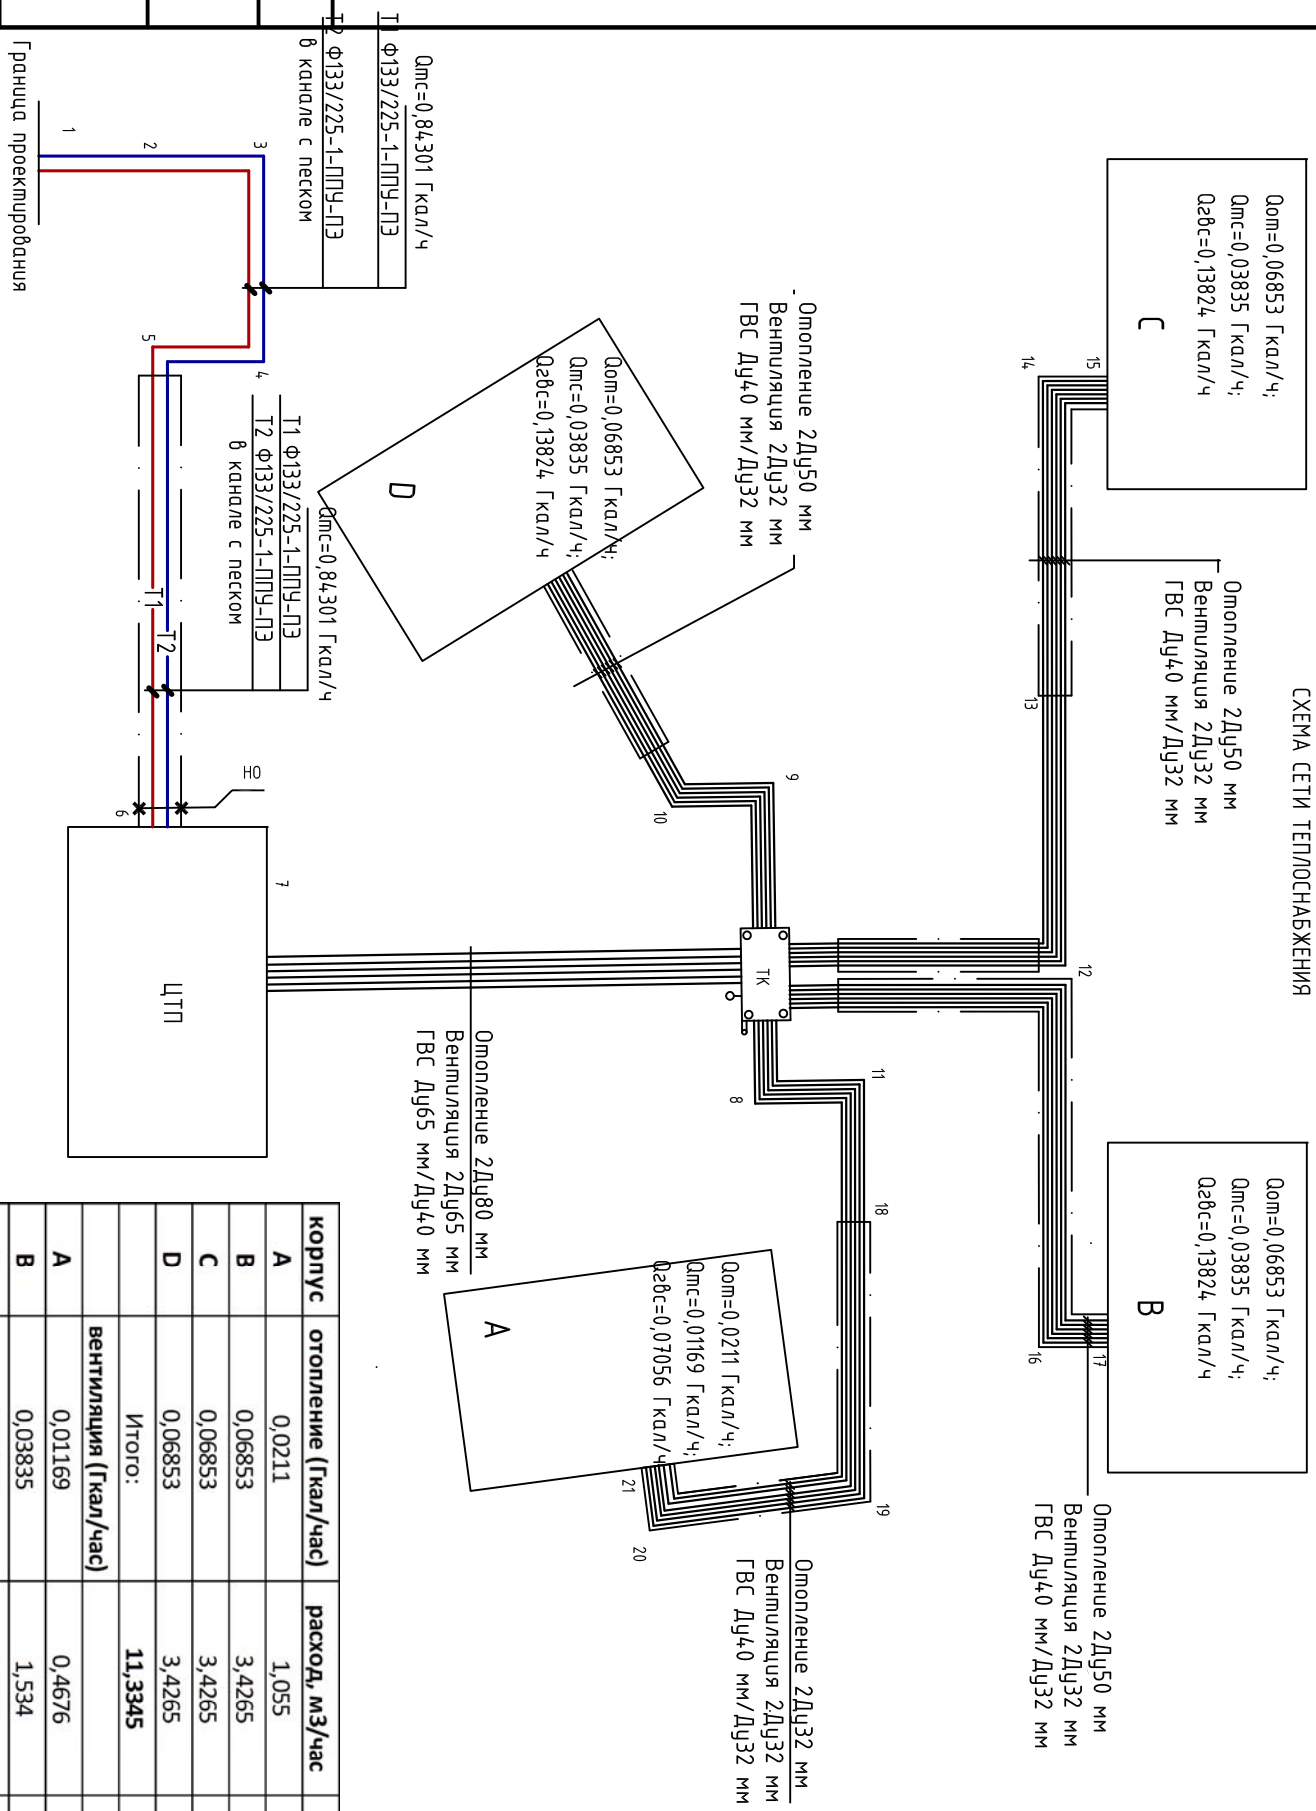 СХЕМА СЕТИ ТЕПЛОСНАБЖЕНИЯ
Qот=0,06853 Гкал/ч;
Qтс=0,03835 Гкал/ч;
Qгвс=0,13824 Гкал/ч
С
15
14
Отопление 2Ду50 мм
Вентиляция 2Ду32 мм
ГВС Ду40 мм/Ду32 мм
13
12
Qот=0,06853 Гкал/ч;
Qтс=0,03835 Гкал/ч;
Qгвс=0,13824 Гкал/ч
В
17
16
Отопление 2Ду50 мм
Вентиляция 2Ду32 мм
ГВС Ду40 мм/Ду32 мм
Отопление 2Ду50 мм
Вентиляция 2Ду32 мм
ГВС Ду40 мм/Ду32 мм
Qот=0,06853 Гкал/ч;
Qтс=0,03835 Гкал/ч;
Qгвс=0,13824 Гкал/ч
D
9
10
ТК
11
8
18
19
Qот=0,0211 Гкал/ч;
Qтс=0,01169 Гкал/ч;
Qгвс=0,07056 Гкал/ч
А
21
20
Отопление 2Ду32 мм
Вентиляция 2Ду32 мм
ГВС Ду40 мм/Ду32 мм
Qтс=0,84301 Гкал/ч
Т1 Ф133/225-1-ППУ-ПЭ
Т2 Ф133/225-1-ППУ-ПЭ
в канале с песком
3
2
1
Граница проектирования
4
5
Qтс=0,84301 Гкал/ч
Т1 Ф133/225-1-ППУ-ПЭ
Т2 Ф133/225-1-ППУ-ПЭ
в канале с песком
Т2
Т1
НО
6
7
ЦТП
Отопление 2Ду80 мм
Вентиляция 2Ду65 мм
ГВС Ду65 мм/Ду40 мм
корпус отопление (Гкал/час) расход, м3/час
А 0,0211 1,055
В 0,06853 3,4265
С 0,06853 3,4265
D 0,06853 3,4265
Итого: 11,3345
вентиляция (Гкал/час)
А 0,01169 0,4676
В 0,03835 1,534